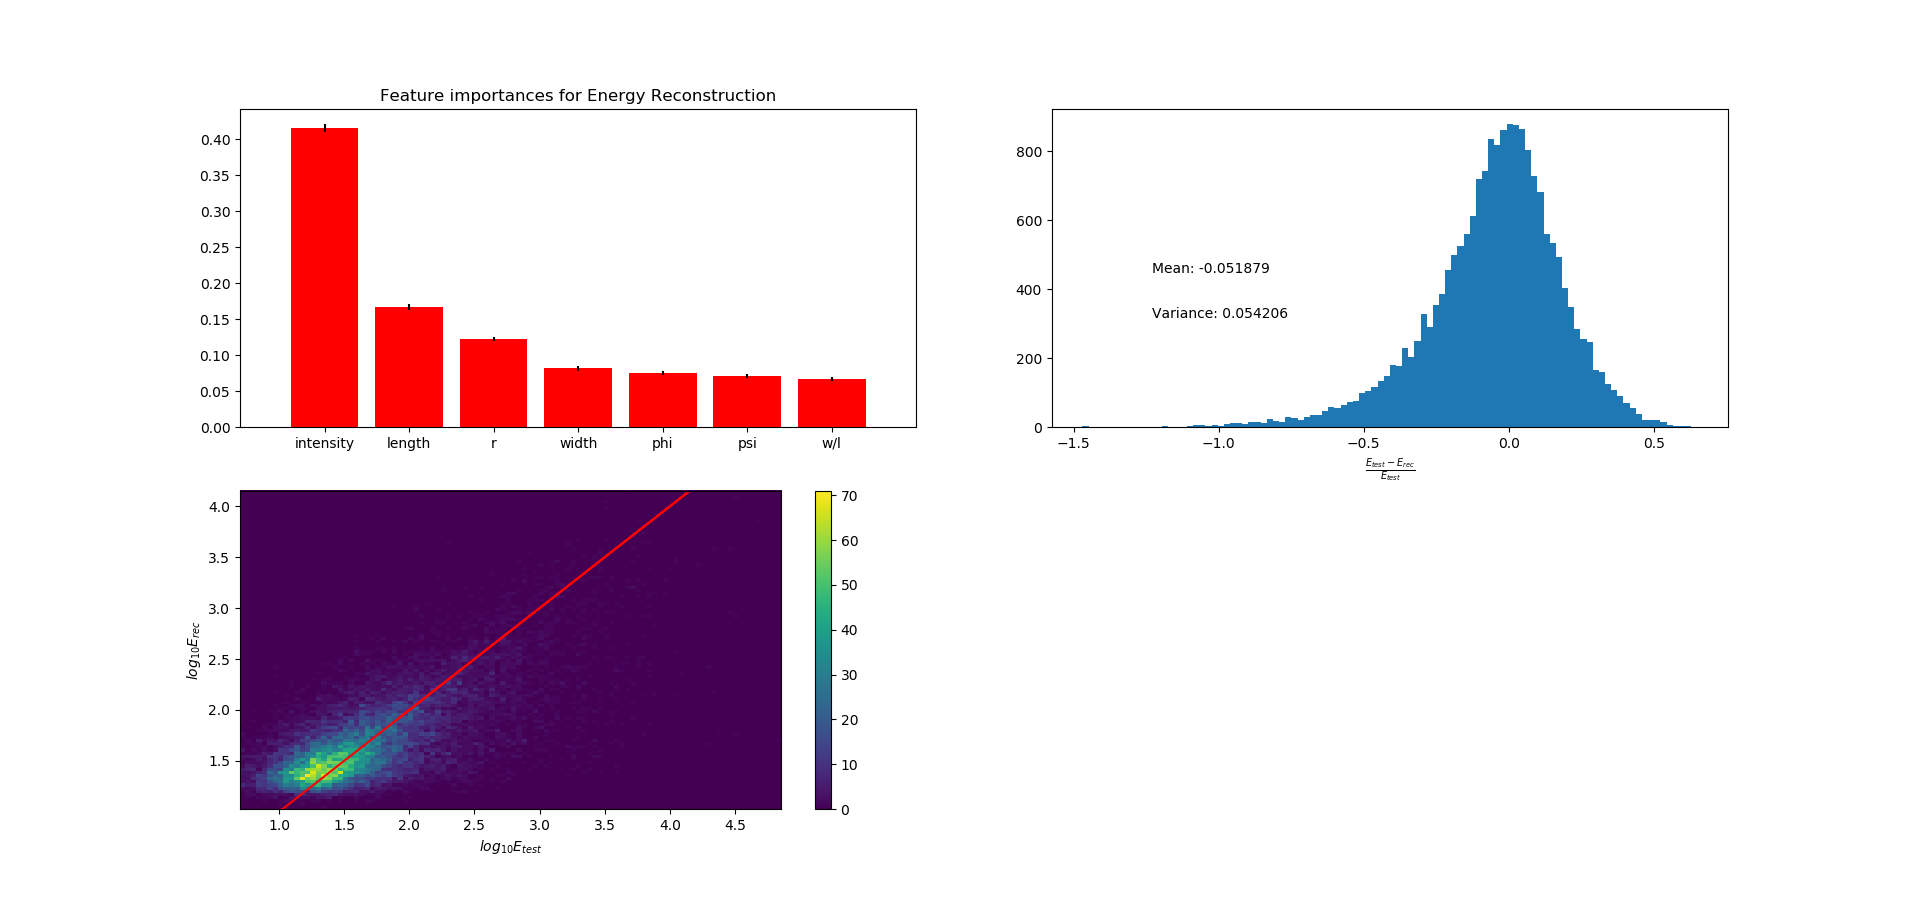 Feature importances for Energy Reconstruction
0.40
0.35
0.30
0.25
0.20
0.15
0.10
0.05
0.00
intensity length r width phi psi w/l
800
600
400
200
0
Mean: -0.051879
Variance: 0.054206
−1.5 −1.0 −0.5 0.0 0.5
E_test − E_rec
E_test
4.0
3.5
3.0
2.5
2.0
1.5
log10E_rec
1.0 1.5 2.0 2.5 3.0 3.5 4.0 4.5
log10E_test
70
60
50
40
30
20
10
0